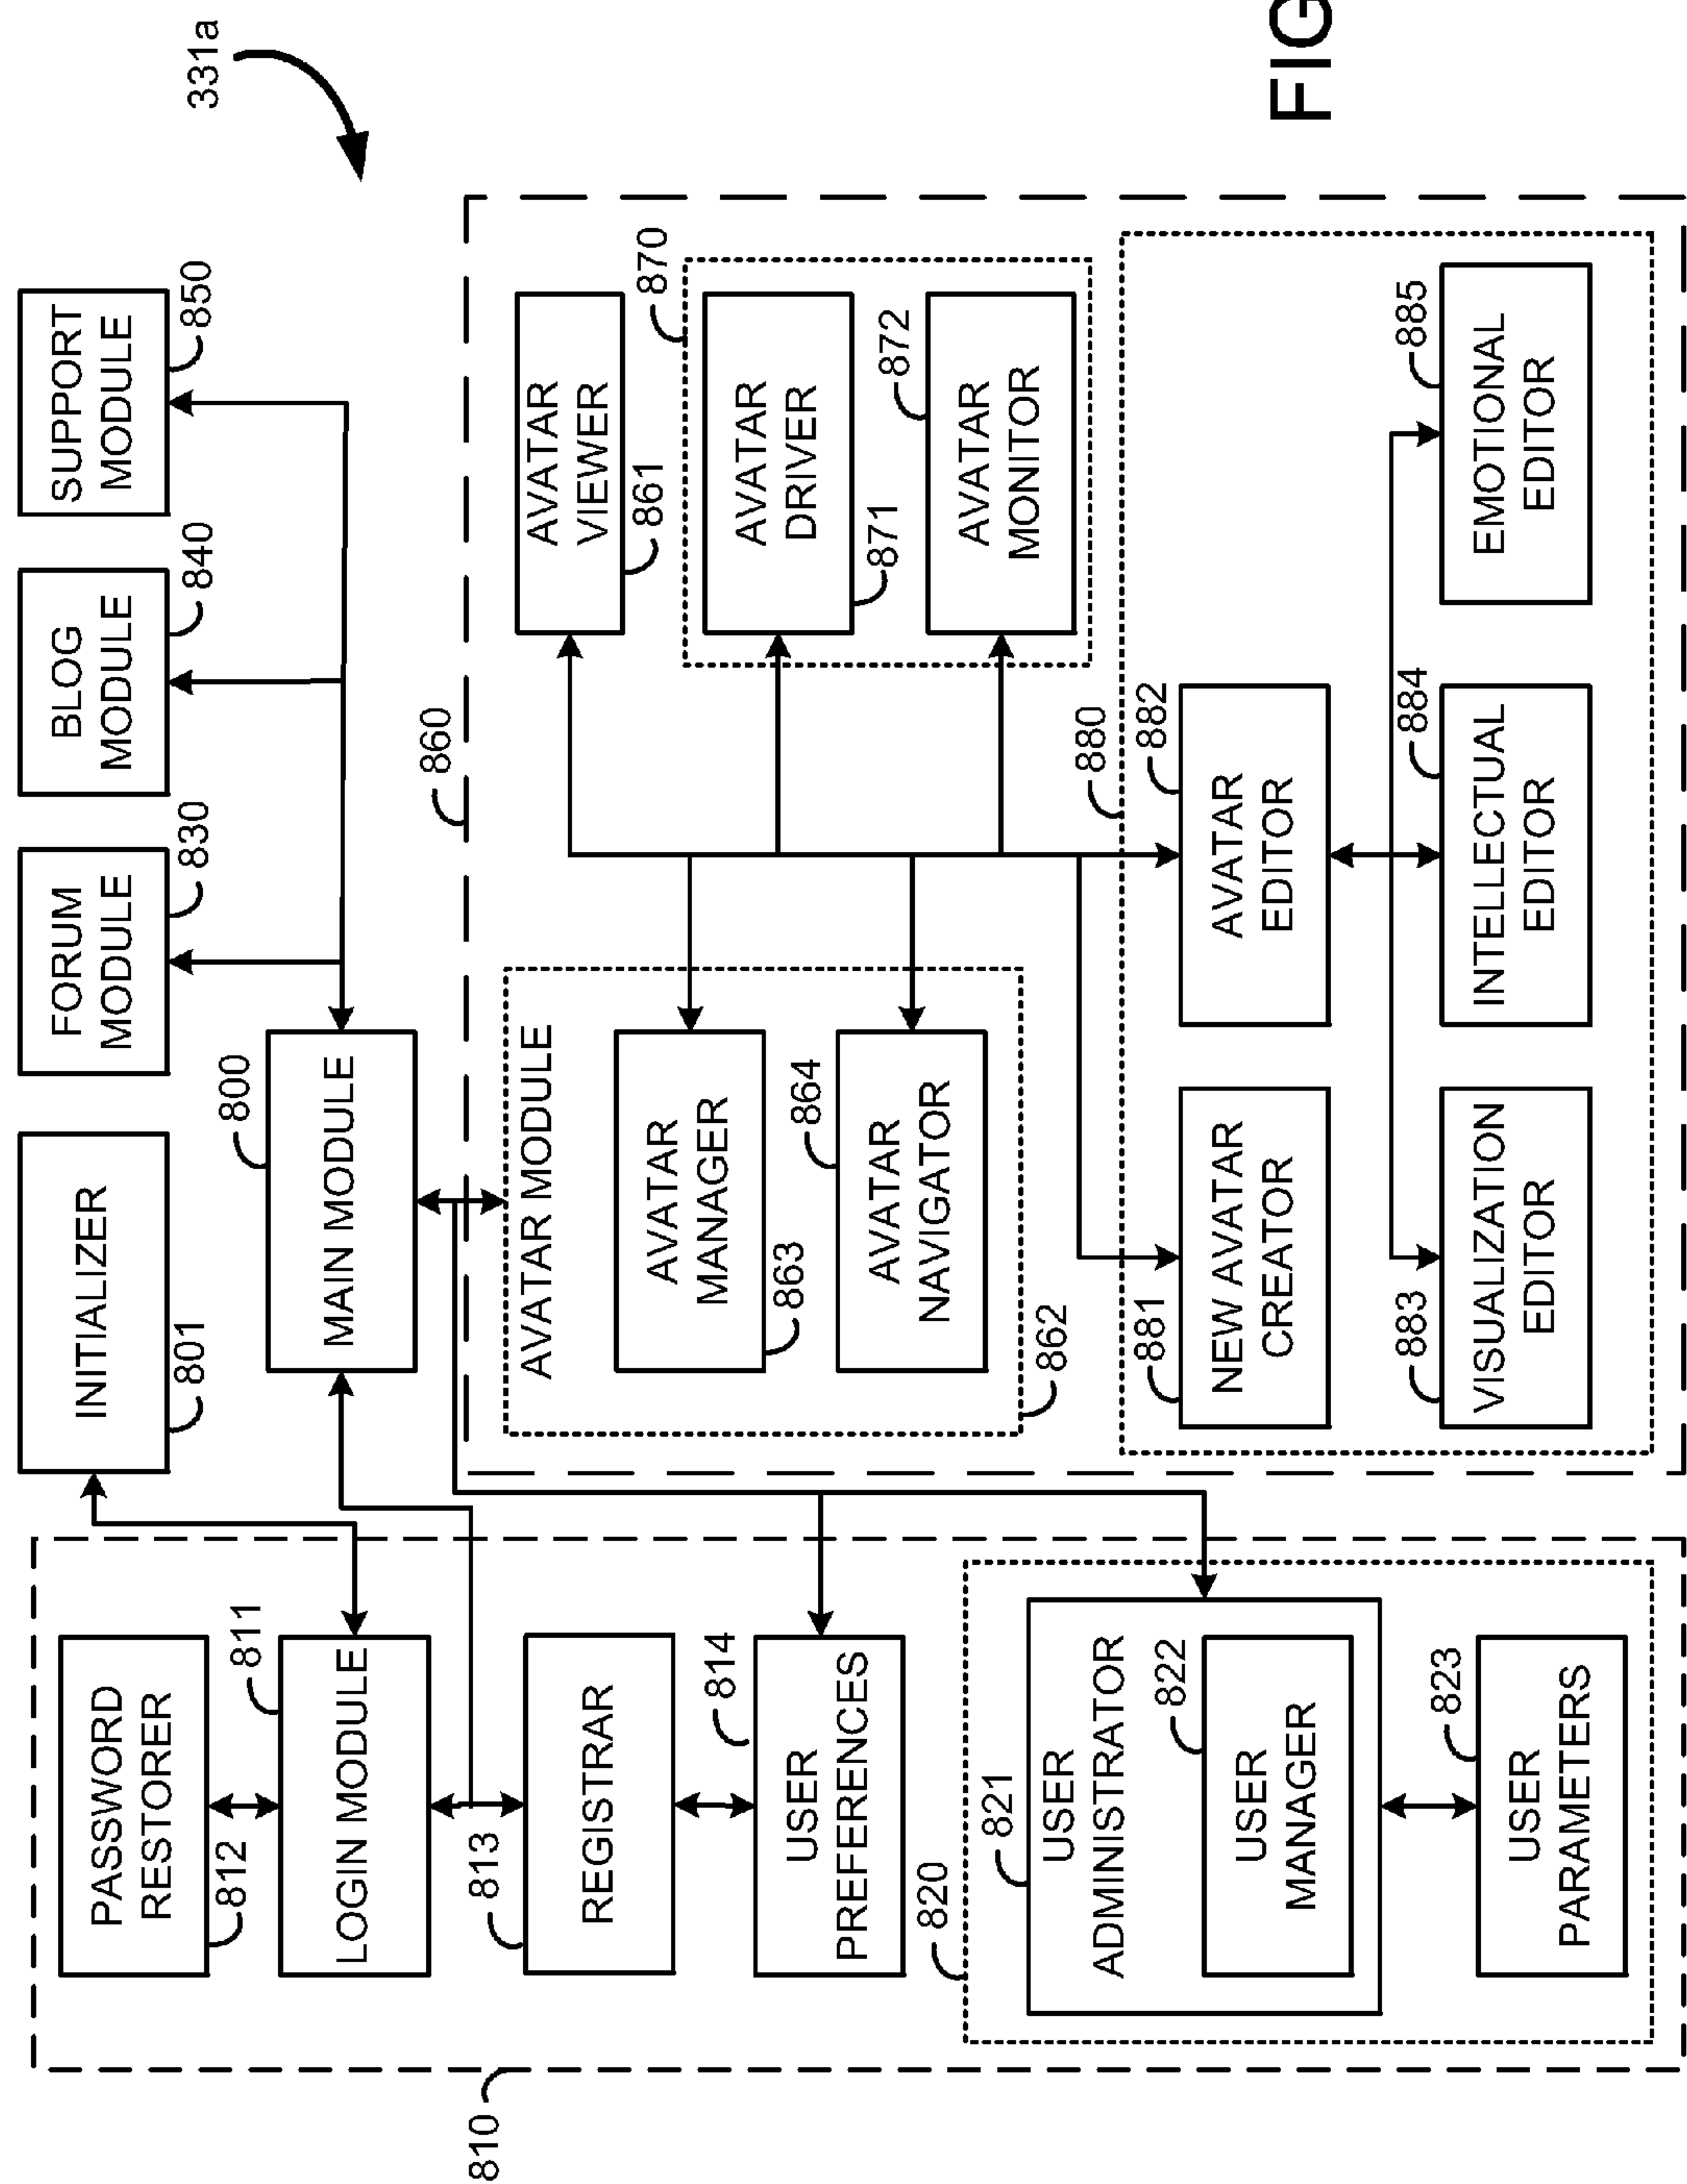 331a
PASSWORD
RESTORER
812
INITIALIZER
801
FORUM
MODULE
830
BLOG
MODULE
840
SUPPORT
MODULE
850
LOGIN MODULE
811
MAIN MODULE
800
810
REGISTRAR
813
USER
PREFERENCES
814
860
AVATAR MODULE
AVATAR
MANAGER
863
AVATAR
NAVIGATOR
864
862
AVATAR
VIEWER
861
870
AVATAR
DRIVER
871
AVATAR
MONITOR
872
820
821
USER
ADMINISTRATOR
USER
MANAGER
822
USER
PARAMETERS
823
880
NEW AVATAR
CREATOR
881
AVATAR
EDITOR
882
VISUALIZATION
EDITOR
883
INTELLECTUAL
EDITOR
884
EMOTIONAL
EDITOR
885
FIG